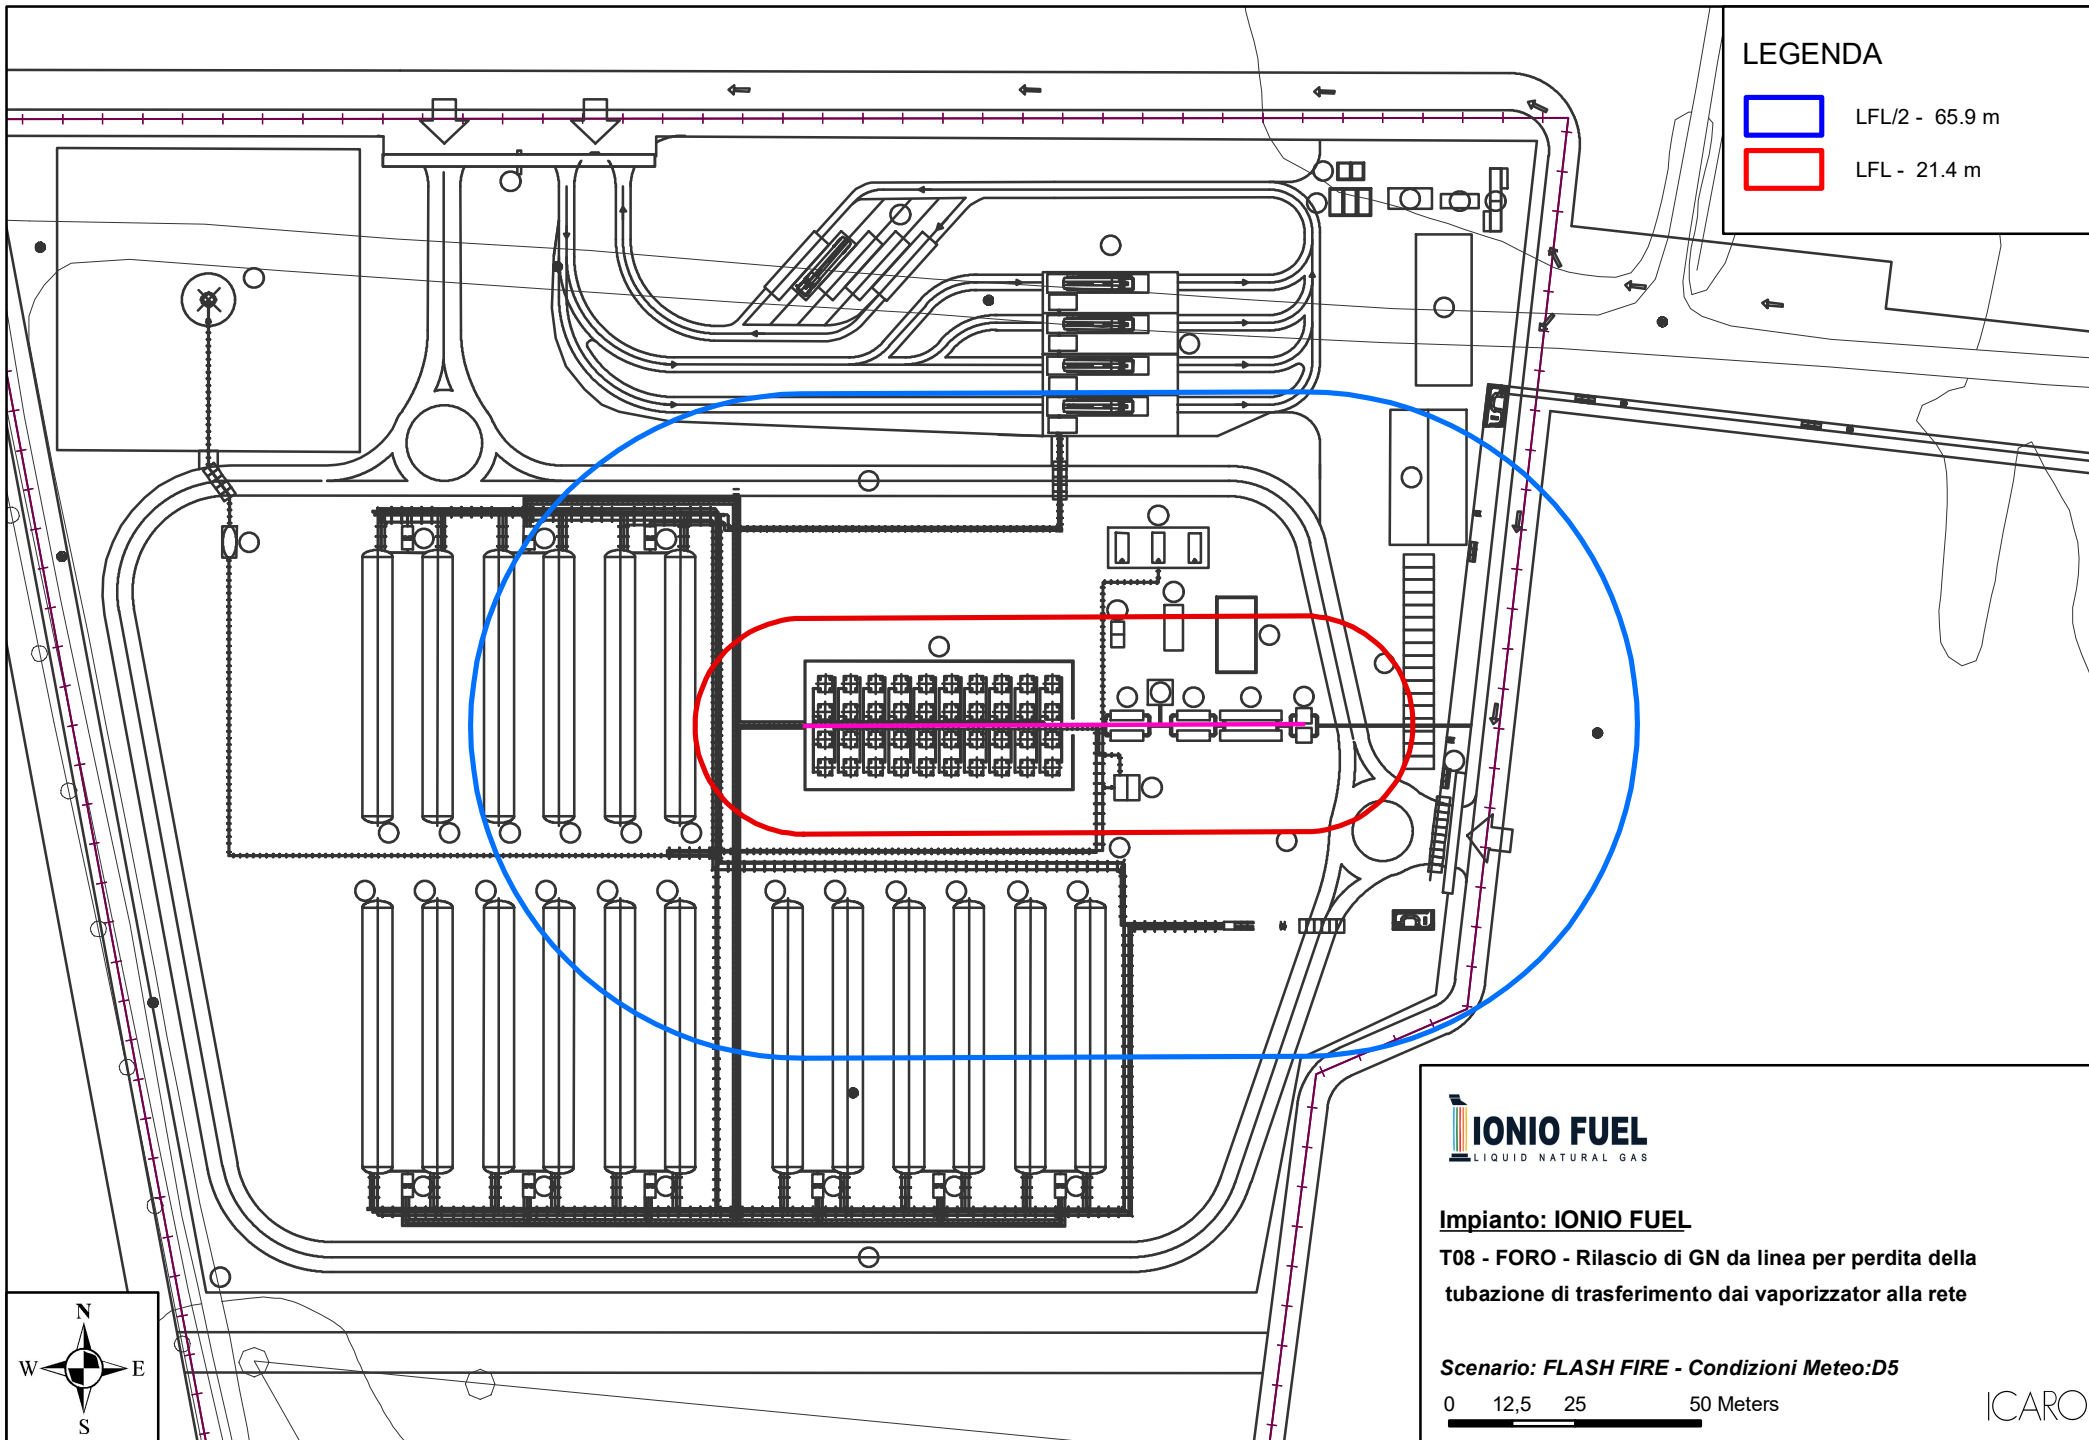 LEGENDA
LFL/2 - 65.9 m
LFL - 21.4 m
IONIO FUEL
LIQUID NATURAL GAS
Impianto: IONIO FUEL
T08 - FORO - Rilascio di GN da linea per perdita della
tubazione di trasferimento dai vaporizzator alla rete
Scenario: FLASH FIRE - Condizioni Meteo:D5
0 12,5 25 50 Meters
ICARO
N
W E
S